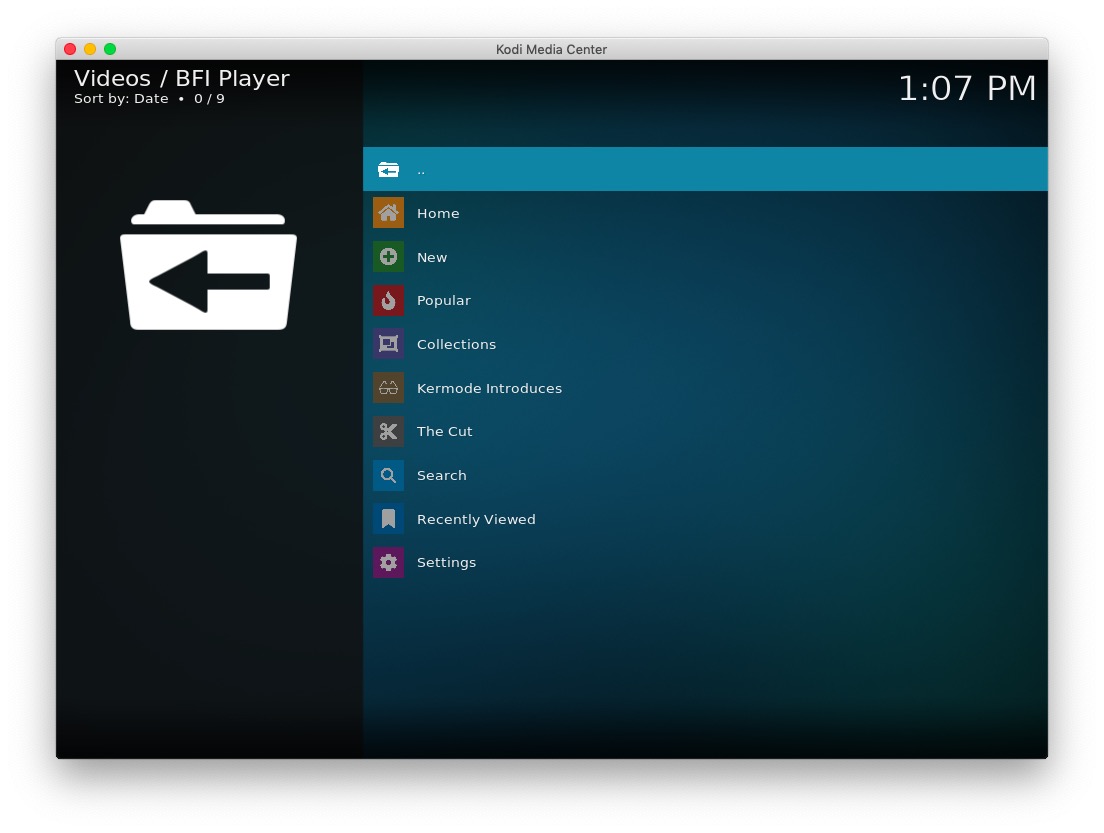 Kodi Media Center
Videos / BFI Player
Sort by: Date • 0 / 9
1:07 PM
..
Home
New
Popular
Collections
Kermode Introduces
The Cut
Search
Recently Viewed
Settings